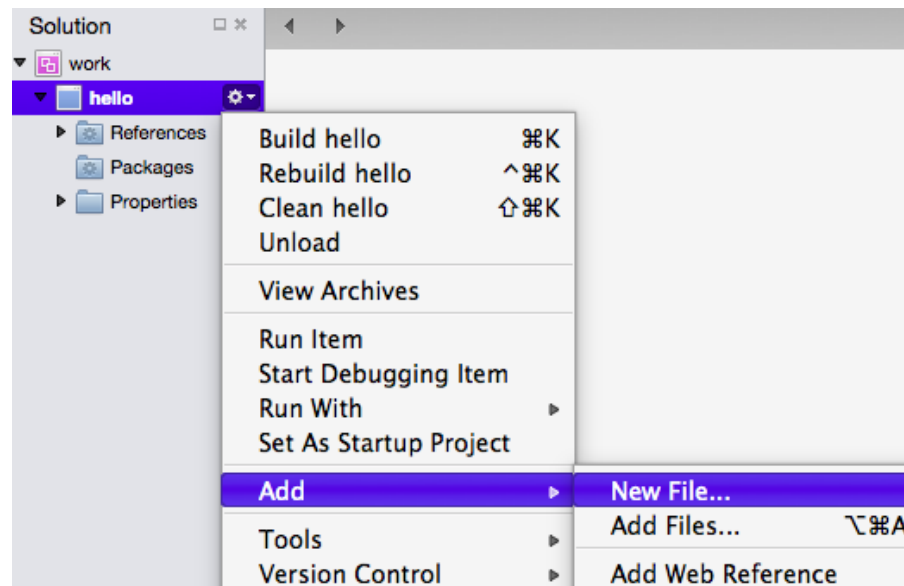 Solution
work
hello
References
Packages
Properties
Build hello ⌘K
Rebuild hello ^⌘K
Clean hello ⇧⌘K
Unload
View Archives
Run Item
Start Debugging Item
Run With
Set As Startup Project
Add
Tools
Version Control
New File...
Add Files... ⌥⌘A
Add Web Reference